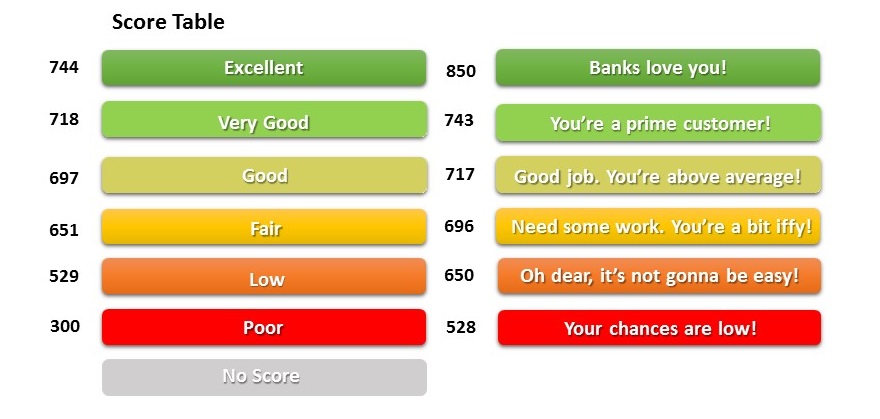 Score Table
744 Excellent 850 Banks love you!
718 Very Good 743 You're a prime customer!
697 Good 717 Good job. You're above average!
651 Fair 696 Need some work. You're a bit iffy!
529 Low 650 Oh dear, it's not gonna be easy!
300 Poor 528 Your chances are low!
No Score